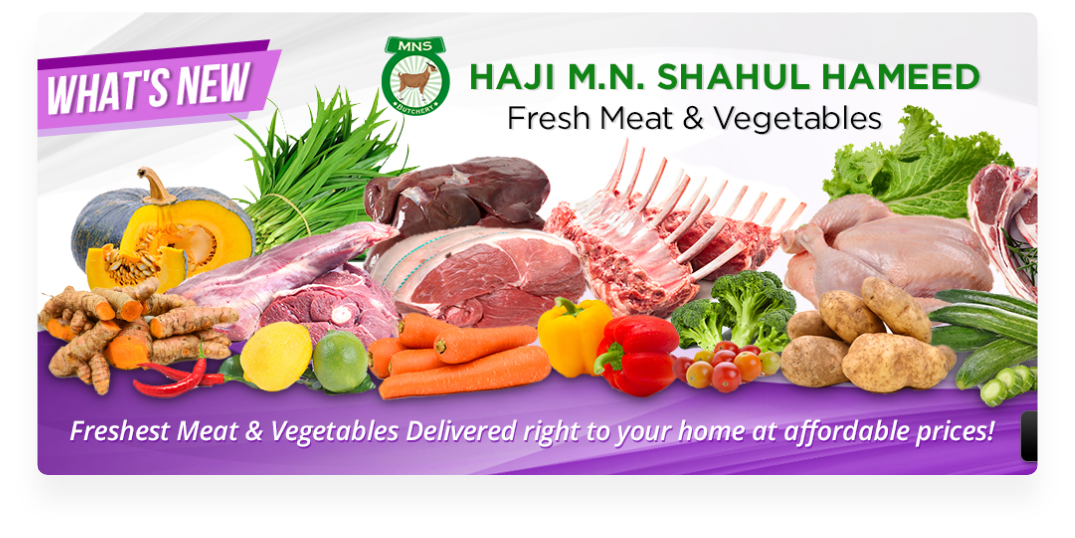 WHAT'S NEW
MNS
BUTCHERY
HAJI M.N. SHAHUL HAMEED
Fresh Meat & Vegetables
Freshest Meat & Vegetables Delivered right to your home at affordable prices!